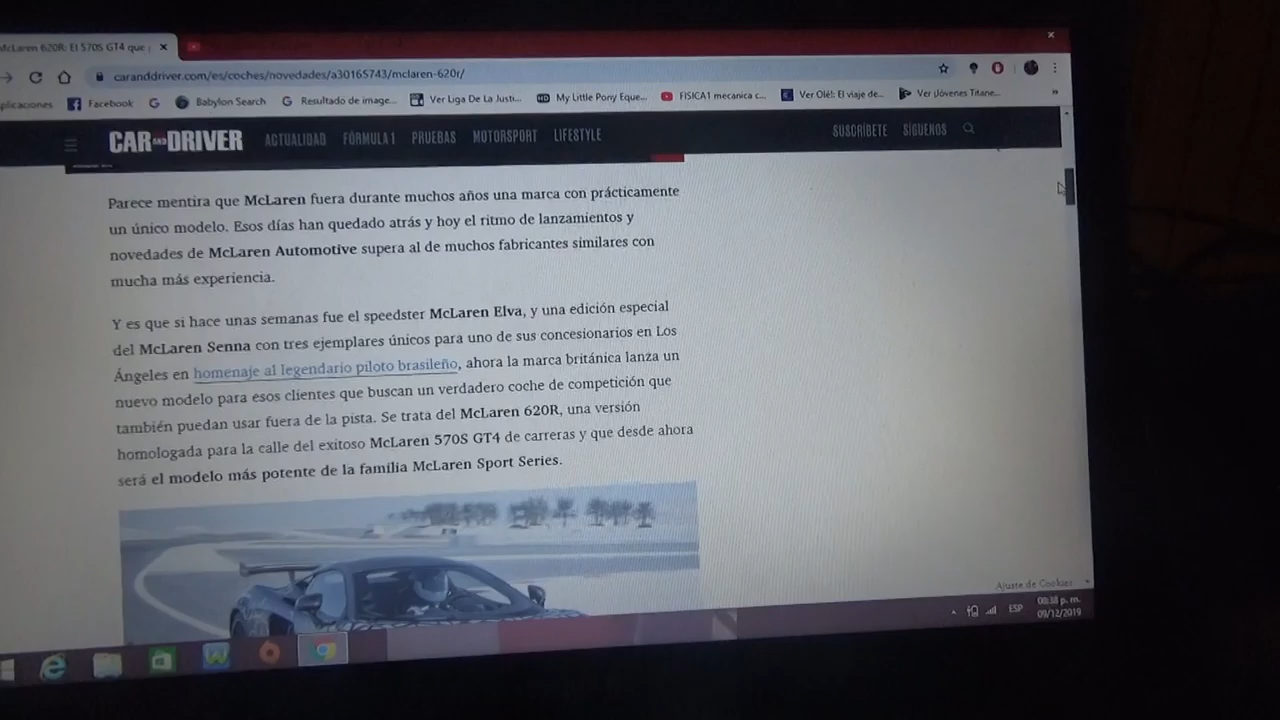 McLaren 620R: El 570S GT4 que
caranddriver.com/es/coches/novedades/a30165743/mclaren-620r/
plicaciones Facebook Babylon Search Resultado de image... Ver Liga De La Justi... My Little Pony Eque... FISICA1 mecanica c... Ver Olé!. El viaje de... Ver Jóvenes Titane...
CAR AND DRIVER ACTUALIDAD FÓRMULA 1 PRUEBAS MOTORSPORT LIFESTYLE SUSCRÍBETE SÍGUENOS
Parece mentira que McLaren fuera durante muchos años una marca con prácticamente
un único modelo. Esos días han quedado atrás y hoy el ritmo de lanzamientos y
novedades de McLaren Automotive supera al de muchos fabricantes similares con
mucha más experiencia.
Y es que si hace unas semanas fue el speedster McLaren Elva, y una edición especial
del McLaren Senna con tres ejemplares únicos para uno de sus concesionarios en Los
Ángeles en homenaje al legendario piloto brasileño, ahora la marca británica lanza un
nuevo modelo para esos clientes que buscan un verdadero coche de competición que
también puedan usar fuera de la pista. Se trata del McLaren 620R, una versión
homologada para la calle del exitoso McLaren 570S GT4 de carreras y que desde ahora
será el modelo más potente de la familia McLaren Sport Series.
Ajuste de Cookies
ESP
08:38 p. m.
09/12/2019